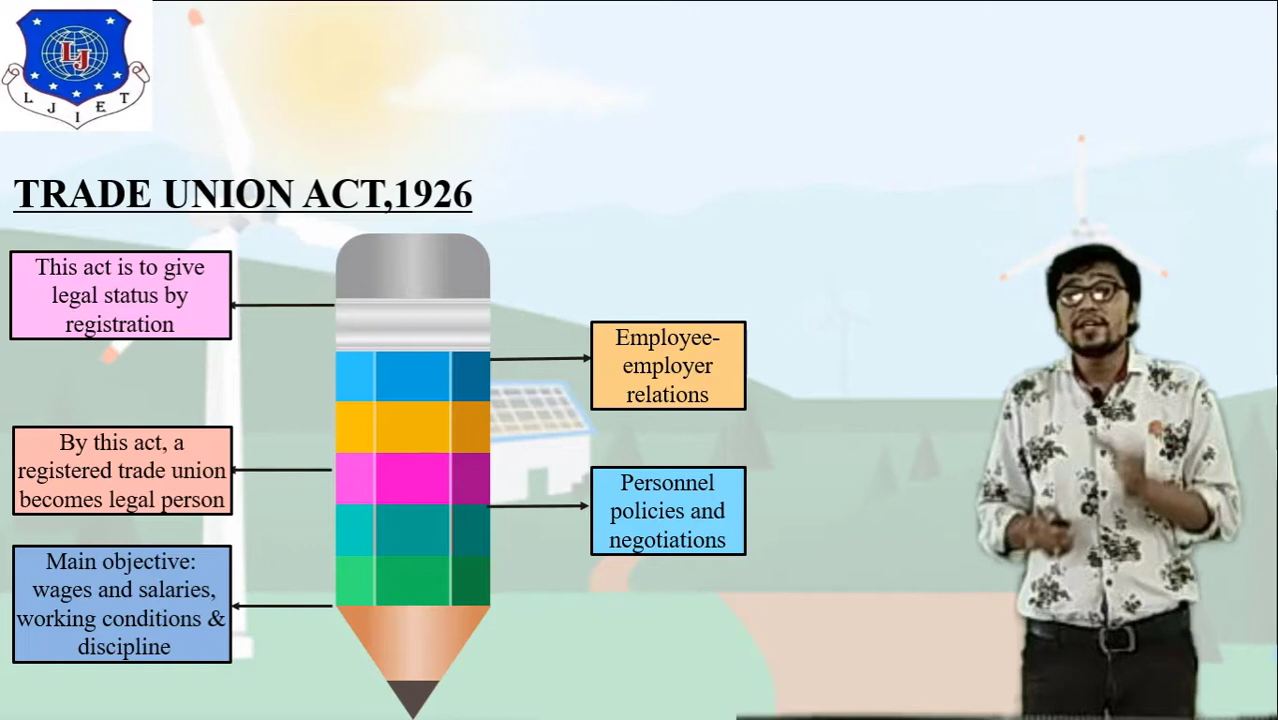 LJ
LJIET
TRADE UNION ACT,1926
This act is to give
legal status by
registration
By this act, a
registered trade union
becomes legal person
Main objective:
wages and salaries,
working conditions &
discipline
Employee-
employer
relations
Personnel
policies and
negotiations